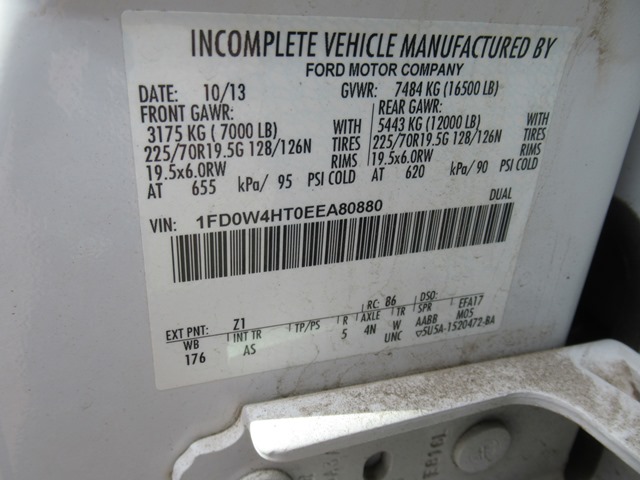 INCOMPLETE VEHICLE MANUFACTURED BY
FORD MOTOR COMPANY
DATE: 10/13 GVWR: 7484 KG (16500 LB)
FRONT GAWR: REAR GAWR:
3175 KG ( 7000 LB) WITH 5443 KG (12000 LB) WITH
225/70R19.5G 128/126N TIRES 225/70R19.5G 128/126N TIRES
19.5x6.0RW RIMS 19.5x6.0RW RIMS
AT 655 kPa/ 95 PSI COLD AT 620 kPa/ 90 PSI COLD
VIN: 1FD0W4HT0EEA80880 DUAL
EXT PNT: Z1 RC: 86 DSO:
WB INT TR TP/PS R AXLE TR SPR EFA17
176 AS 5 4N W AABB M05
UNC 5U5A-1520472-BA